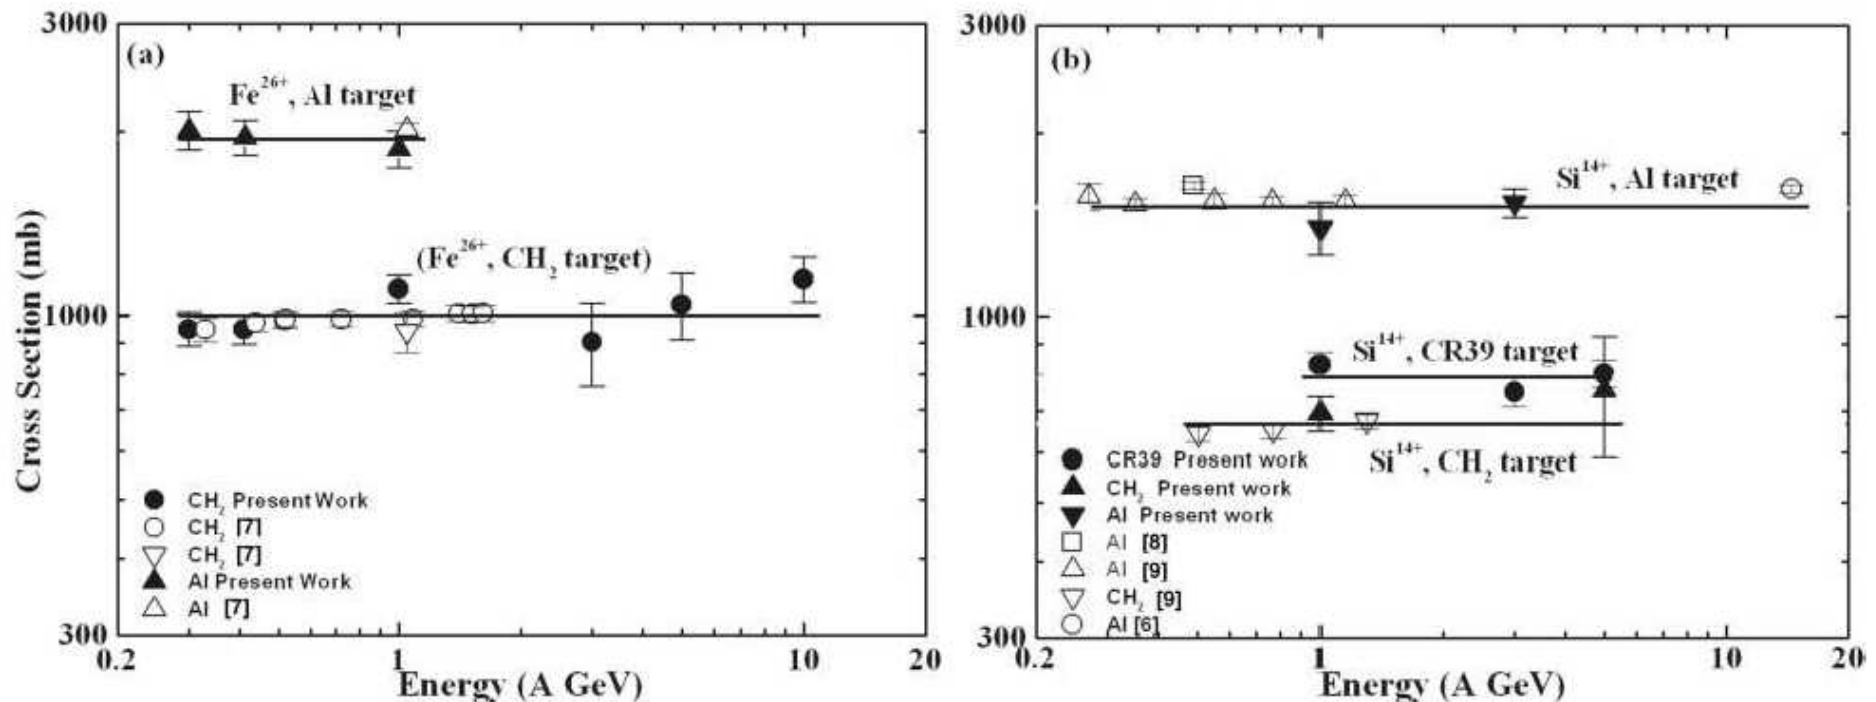 3000
(a)
Fe²⁶⁺, Al target
(Fe²⁶⁺, CH₂ target)
1000
Cross Section (mb)
CH₂ Present Work
CH₂ [7]
CH₂ [7]
Al Present Work
Al [7]
300
0.2
1
10
20
Energy (A GeV)
3000
(b)
Si¹⁴⁺, Al target
1000
Si¹⁴⁺, CR39 target
Si¹⁴⁺, CH₂ target
CR39 Present work
CH₂ Present work
Al Present work
Al [8]
Al [9]
CH₂ [9]
Al [6]
300
0.2
1
10
20
Energy (A GeV)